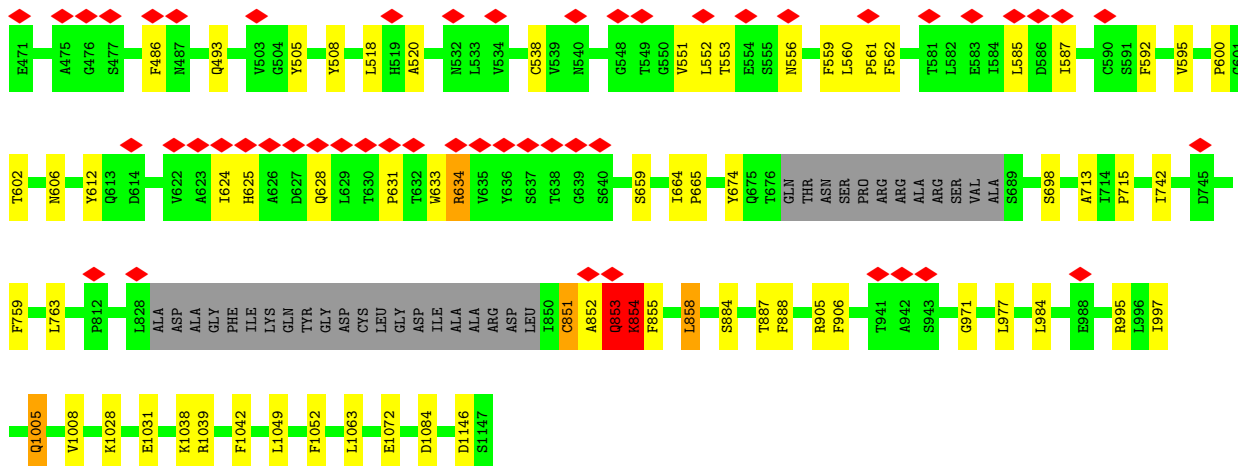 E471 A475 G476 S477 F486 N487 Q493 V503 G504 Y505 Y508 L518 H519 A520 N532 L533 V534 C538 V539 N540 G548 T549 G550 V551 L552 T553 E554 S555 N556 F559 L560 P561 F562 T581 L582 E583 I584 L585 D586 I587 C590 S591 F592 V595 P600 G601
T602 N606 Y612 Q613 D614 V622 A623 I624 H625 A626 D627 Q628 L629 T630 P631 T632 W633 R634 V635 Y636 S637 T638 G639 S640 S659 I664 P665 Y674 Q675 T676 GLN THR ASN SER PRO ARG ARG ALA ARG SER VAL ALA S689 S698 A713 I714 P715 I742 D745
F759 L763 P812 L828 ALA ASP ALA GLY PHE ILE LYS GLN TYR GLY ASP CYS LEU GLY ASP ILE ALA ALA ARG ASP LEU I850 C851 A852 Q853 K854 F855 L858 S884 T887 F888 R905 F906 T941 A942 S943 G971 L977 L984 E988 R995 L996 I997
Q1005 V1008 K1028 E1031 K1038 R1039 F1042 L1049 F1052 L1063 E1072 D1084 D1146 S1147